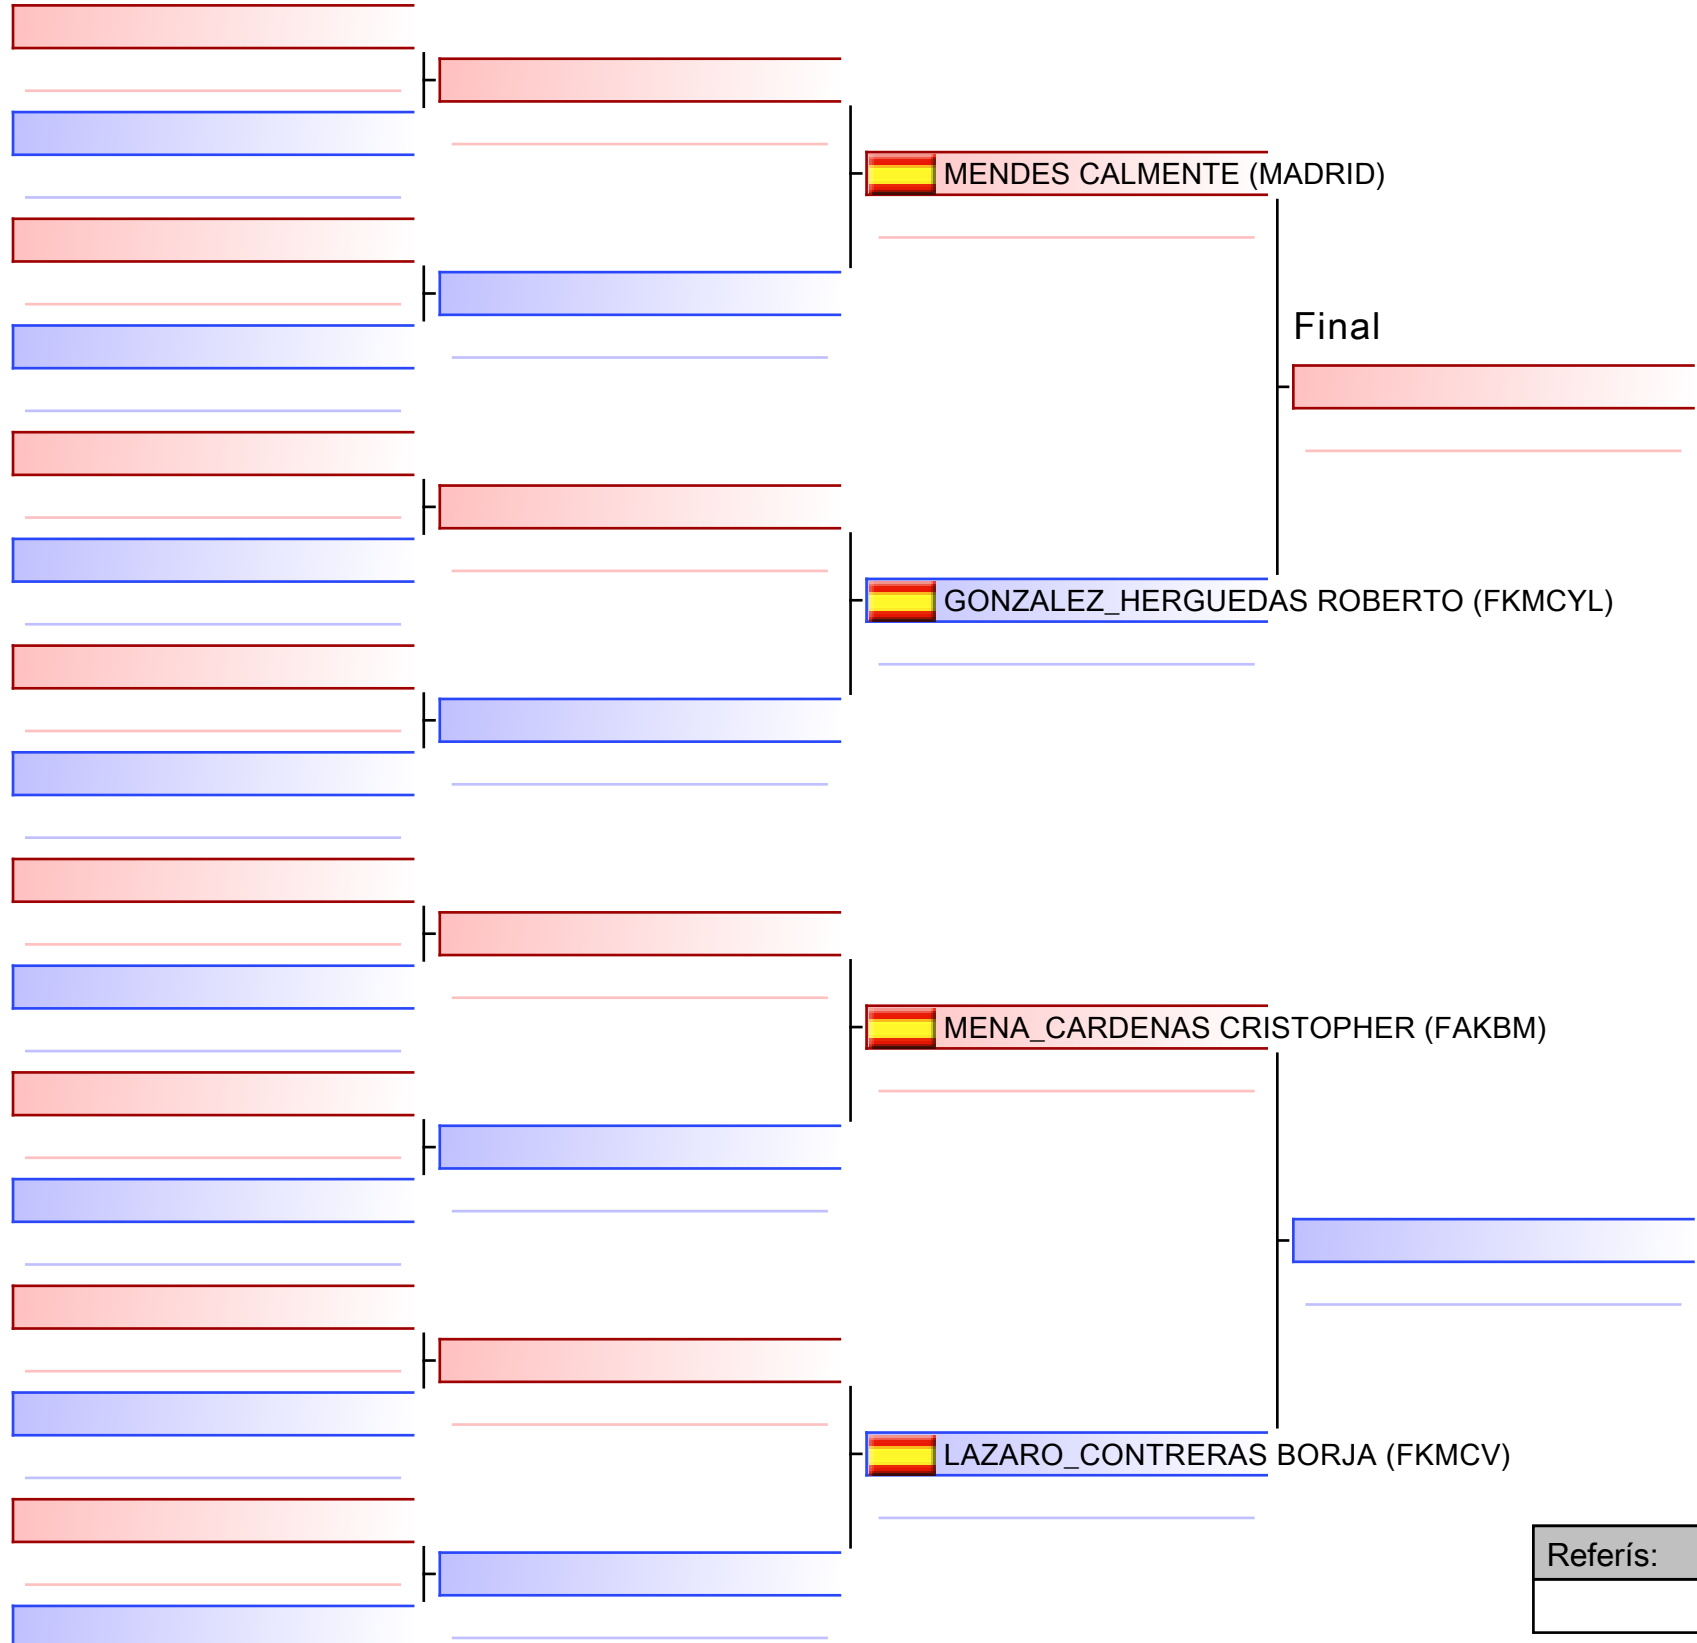 MENDES CALMENTE (MADRID)
Final
GONZALEZ_HERGUEDAS ROBERTO (FKMCYL)
MENA_CARDENAS CRISTOPHER (FAKBM)
LAZARO_CONTRERAS BORJA (FKMCV)
Referís: